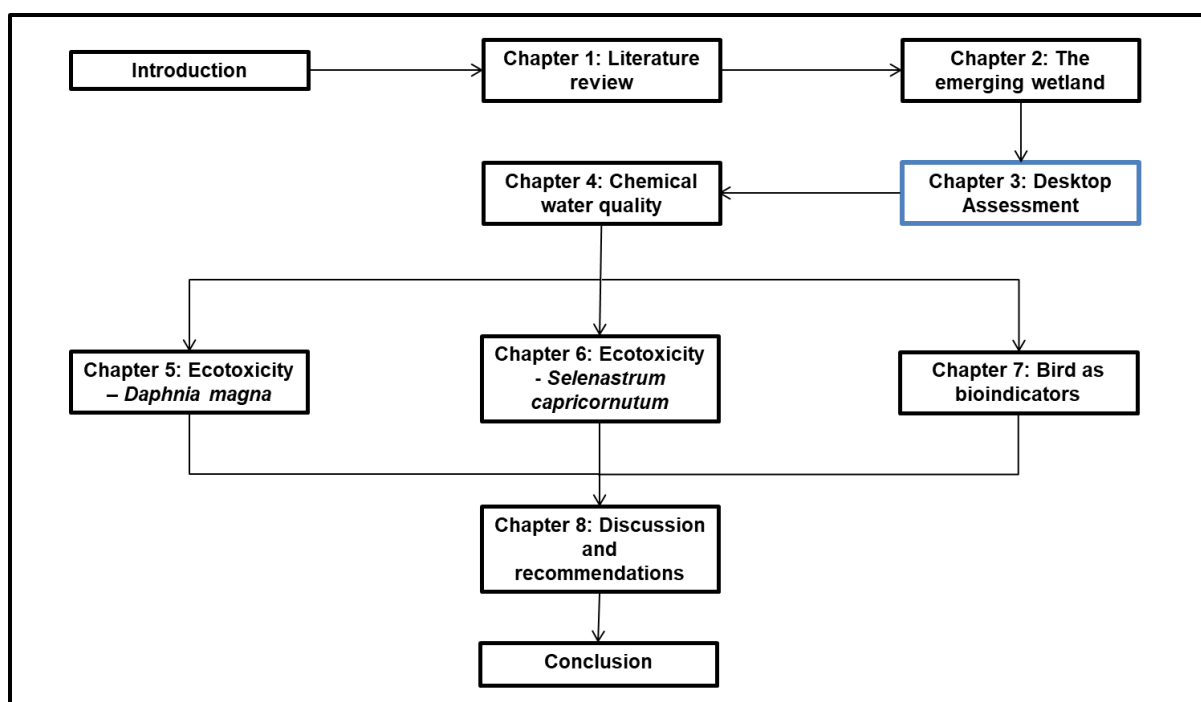 Introduction
Chapter 1: Literature
review
Chapter 2: The
emerging wetland
Chapter 3: Desktop
Assessment
Chapter 4: Chemical
water quality
Chapter 5: Ecotoxicity
– Daphnia magna
Chapter 6: Ecotoxicity
- Selenastrum
capricornutum
Chapter 7: Bird as
bioindicators
Chapter 8: Discussion
and
recommendations
Conclusion